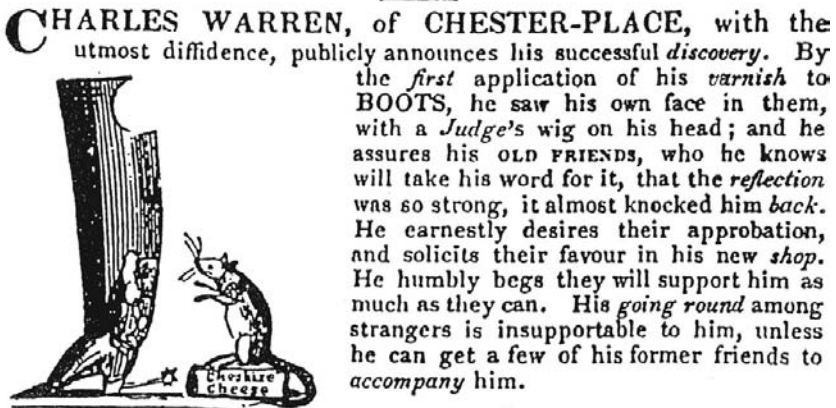 CHARLES WARREN, of CHESTER-PLACE, with the
utmost diffidence, publicly announces his successful discovery. By
the first application of his varnish to
BOOTS, he saw his own face in them,
with a Judge's wig on his head; and he
assures his OLD FRIENDS, who he knows
will take his word for it, that the reflection
was so strong, it almost knocked him back.
He earnestly desires their approbation,
and solicits their favour in his new shop.
He humbly begs they will support him as
much as they can. His going round among
strangers is insupportable to him, unless
he can get a few of his former friends to
accompany him.
Cheshire
Cheese